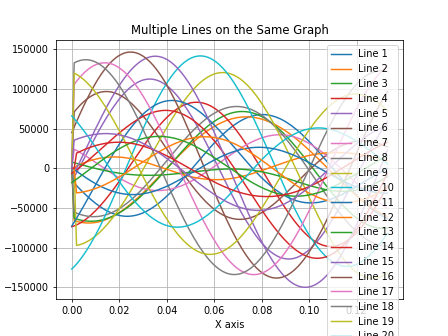 Multiple Lines on the Same Graph
150000
100000
50000
0
−50000
−100000
−150000
0.00 0.02 0.04 0.06 0.08 0.10
X axis
Line 1
Line 2
Line 3
Line 4
Line 5
Line 6
Line 7
Line 8
Line 9
Line 10
Line 11
Line 12
Line 13
Line 14
Line 15
Line 16
Line 17
Line 18
Line 19
Line 20